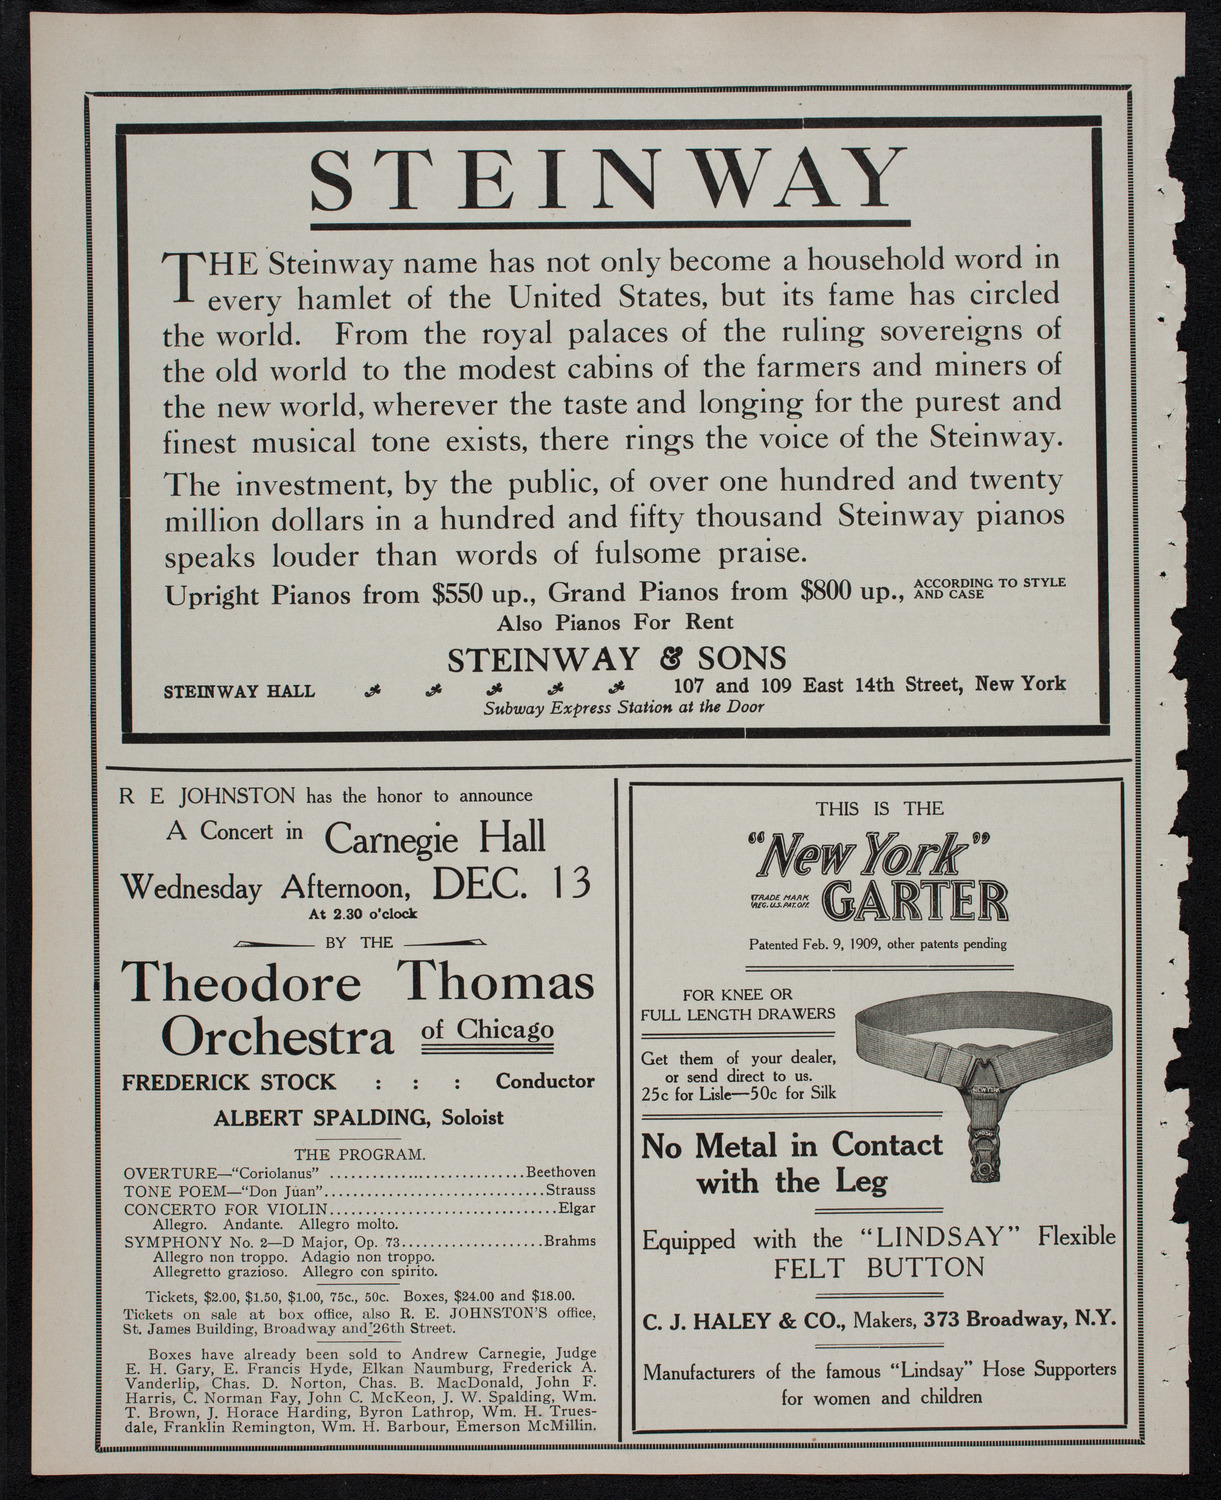 STEINWAY
THE Steinway name has not only become a household word in
every hamlet of the United States, but its fame has circled
the world. From the royal palaces of the ruling sovereigns of
the old world to the modest cabins of the farmers and miners of
the new world, wherever the taste and longing for the purest and
finest musical tone exists, there rings the voice of the Steinway.
The investment, by the public, of over one hundred and twenty
million dollars in a hundred and fifty thousand Steinway pianos
speaks louder than words of fulsome praise.
Upright Pianos from $550 up., Grand Pianos from $800 up., ACCORDING TO STYLE
AND CASE
Also Pianos For Rent
STEINWAY & SONS
STEINWAY HALL 107 and 109 East 14th Street, New York
Subway Express Station at the Door
R E JOHNSTON has the honor to announce
A Concert in Carnegie Hall
Wednesday Afternoon, DEC. 13
At 2.30 o'clock
BY THE
Theodore Thomas
Orchestra of Chicago
FREDERICK STOCK : : : Conductor
ALBERT SPALDING, Soloist
THE PROGRAM.
OVERTURE—"Coriolanus" ..............................Beethoven
TONE POEM—"Don Juan"..............................Strauss
CONCERTO FOR VIOLIN..............................Elgar
Allegro. Andante. Allegro molto.
SYMPHONY No. 2—D Major, Op. 73...................Brahms
Allegro non troppo. Adagio non troppo.
Allegretto grazioso. Allegro con spirito.
Tickets, $2.00, $1.50, $1.00, 75c., 50c. Boxes, $24.00 and $18.00.
Tickets on sale at box office, also R. E. JOHNSTON'S office,
St. James Building, Broadway and 26th Street.
Boxes have already been sold to Andrew Carnegie, Judge
E. H. Gary, E. Francis Hyde, Elkan Naumburg, Frederick A.
Vanderlip, Chas. D. Norton, Chas. B. MacDonald, John F.
Harris, C. Norman Fay, John C. McKeon, J. W. Spalding, Wm.
T. Brown, J. Horace Harding, Byron Lathrop, Wm. H. Trues-
dale, Franklin Remington, Wm. H. Barbour, Emerson McMillin.
THIS IS THE
"New York"
TRADE MARK
REG. U.S. PAT. OFF.
GARTER
Patented Feb. 9, 1909, other patents pending
FOR KNEE OR
FULL LENGTH DRAWERS
Get them of your dealer,
or send direct to us.
25c for Lisle—50c for Silk
NEW YORK
No Metal in Contact
with the Leg
Equipped with the "LINDSAY" Flexible
FELT BUTTON
C. J. HALEY & CO., Makers, 373 Broadway, N.Y.
Manufacturers of the famous "Lindsay" Hose Supporters
for women and children